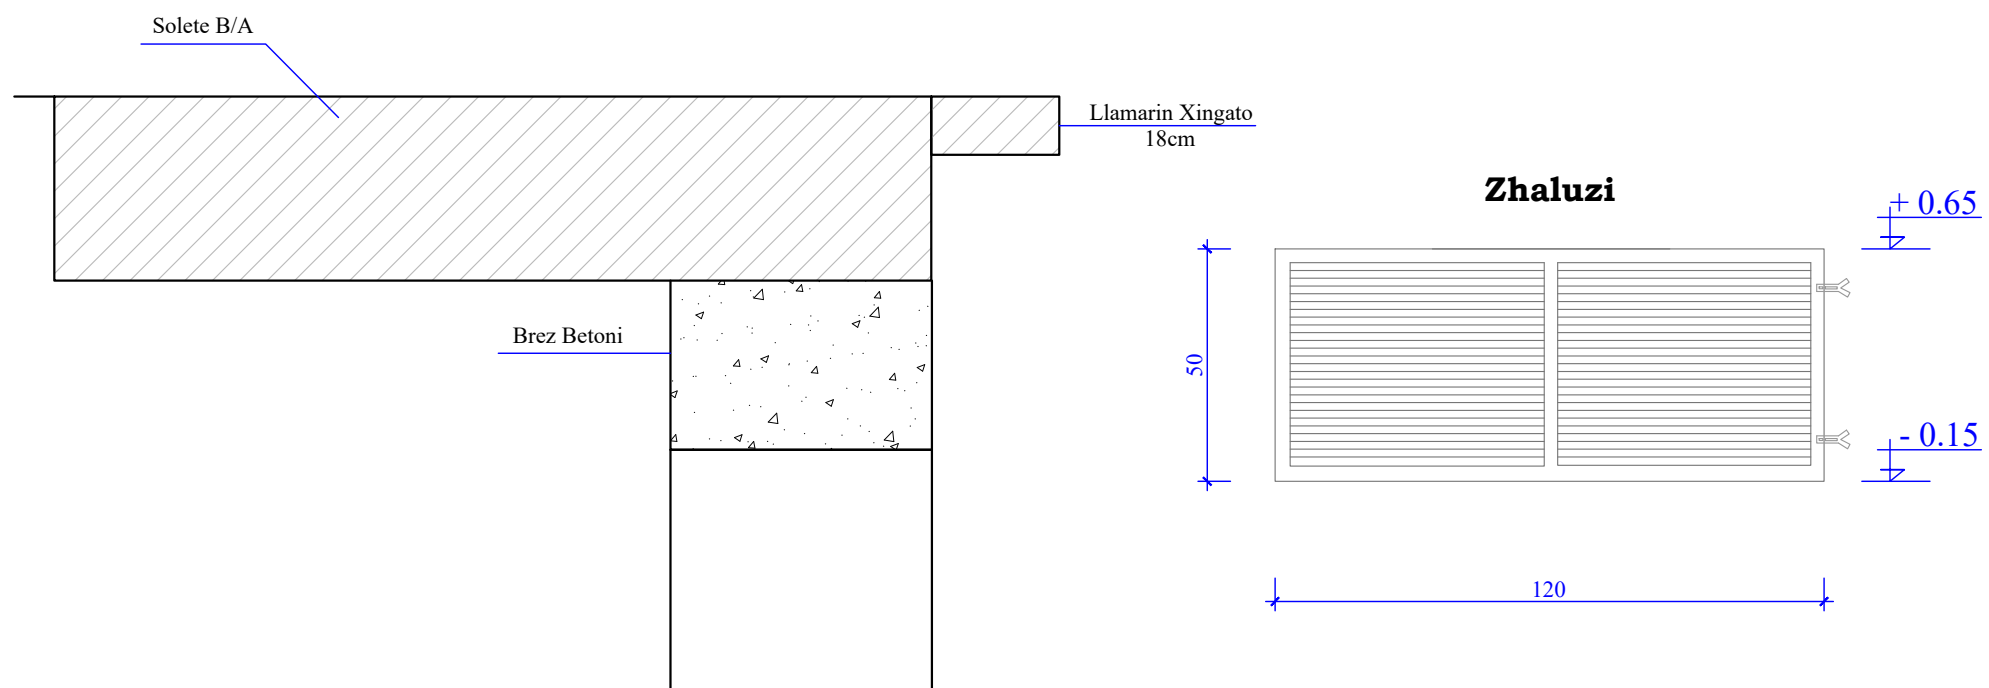 Solete B/A
Llamarin Xingato
18cm
Zhaluzi
+ 0.65
Brez Betoni
50
- 0.15
120